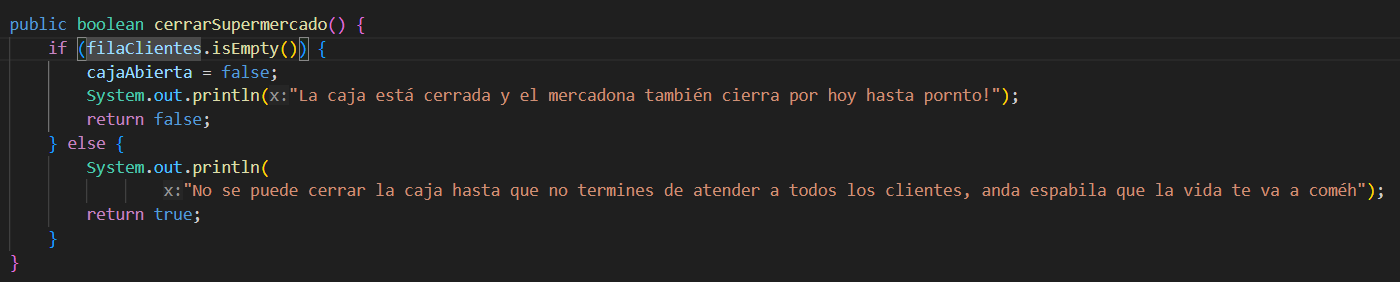 public boolean cerrarSupermercado() {
if (filaClientes.isEmpty()) {
cajaAbierta = false;
System.out.println(x:"La caja está cerrada y el mercadona también cierra por hoy hasta pornto!");
return false;
} else {
System.out.println(
x:"No se puede cerrar la caja hasta que no termines de atender a todos los clientes, anda espabila que la vida te va a coméh");
return true;
}
}